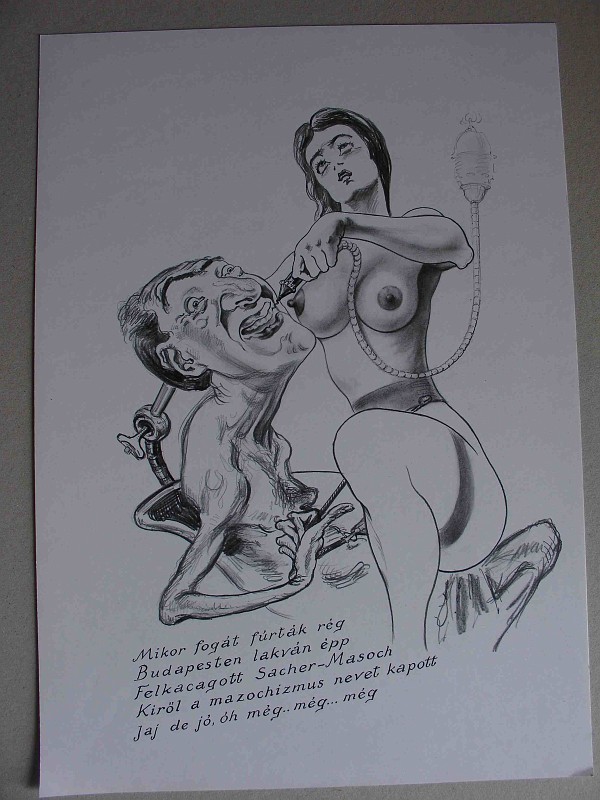 Mikor fogát fúrták rég
Budapesten lakván épp
Felkacagott Sacher-Masoch
Kiről a mazochizmus nevet kapott
Jaj de jó, óh még.. még... még